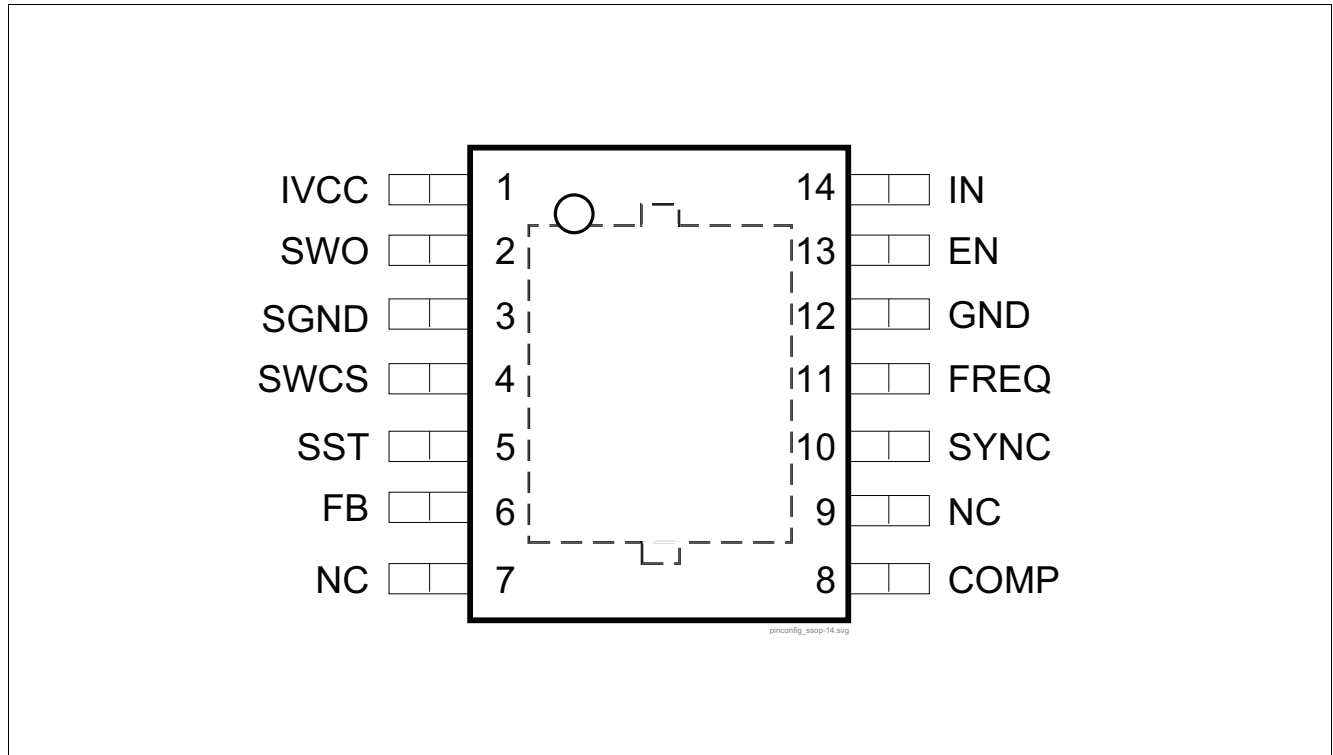 IVCC 1 14 IN
SWO 2 13 EN
SGND 3 12 GND
SWCS 4 11 FREQ
SST 5 10 SYNC
FB 6 9 NC
NC 7 8 COMP
pinconfig_ssop-14.svg